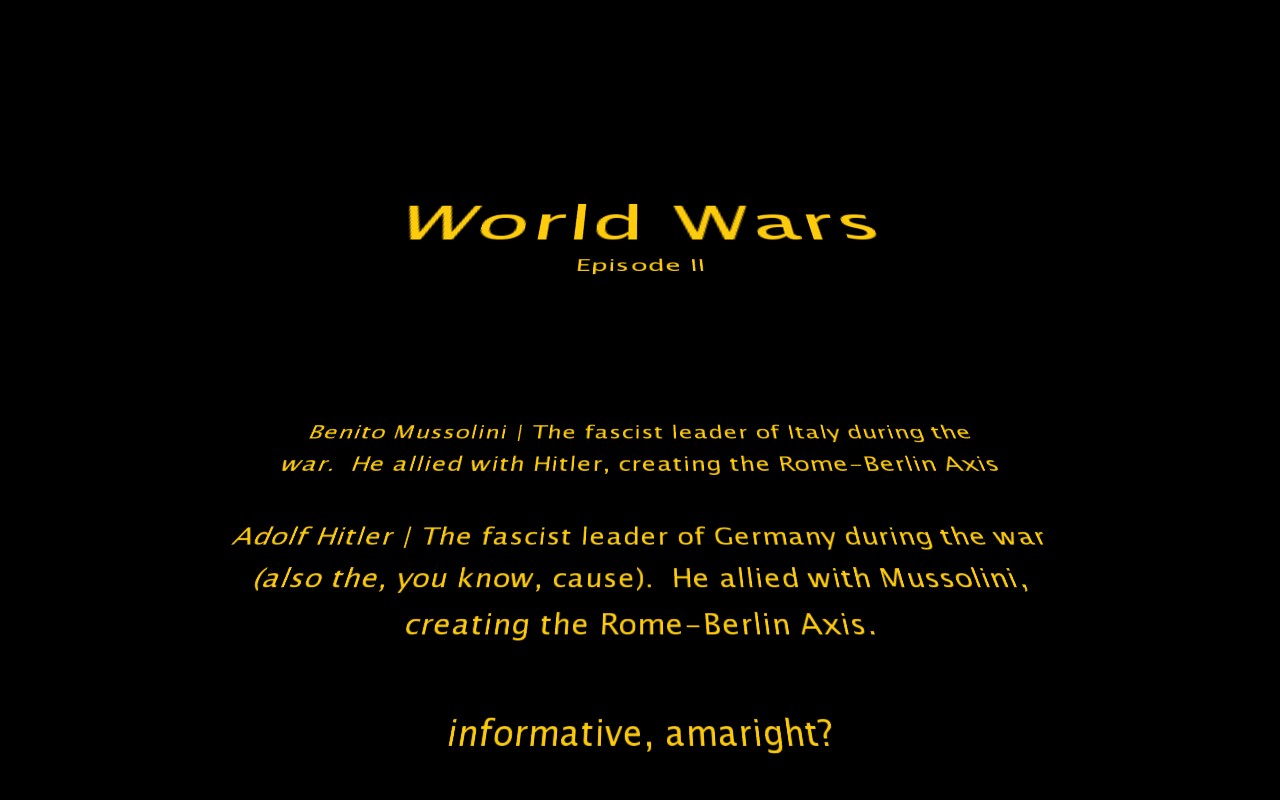 World Wars
Episode II
Benito Mussolini | The fascist leader of Italy during the
war.  He allied with Hitler, creating the Rome-Berlin Axis
Adolf Hitler | The fascist leader of Germany during the war
(also the, you know, cause).  He allied with Mussolini,
creating the Rome-Berlin Axis.
informative, amaright?